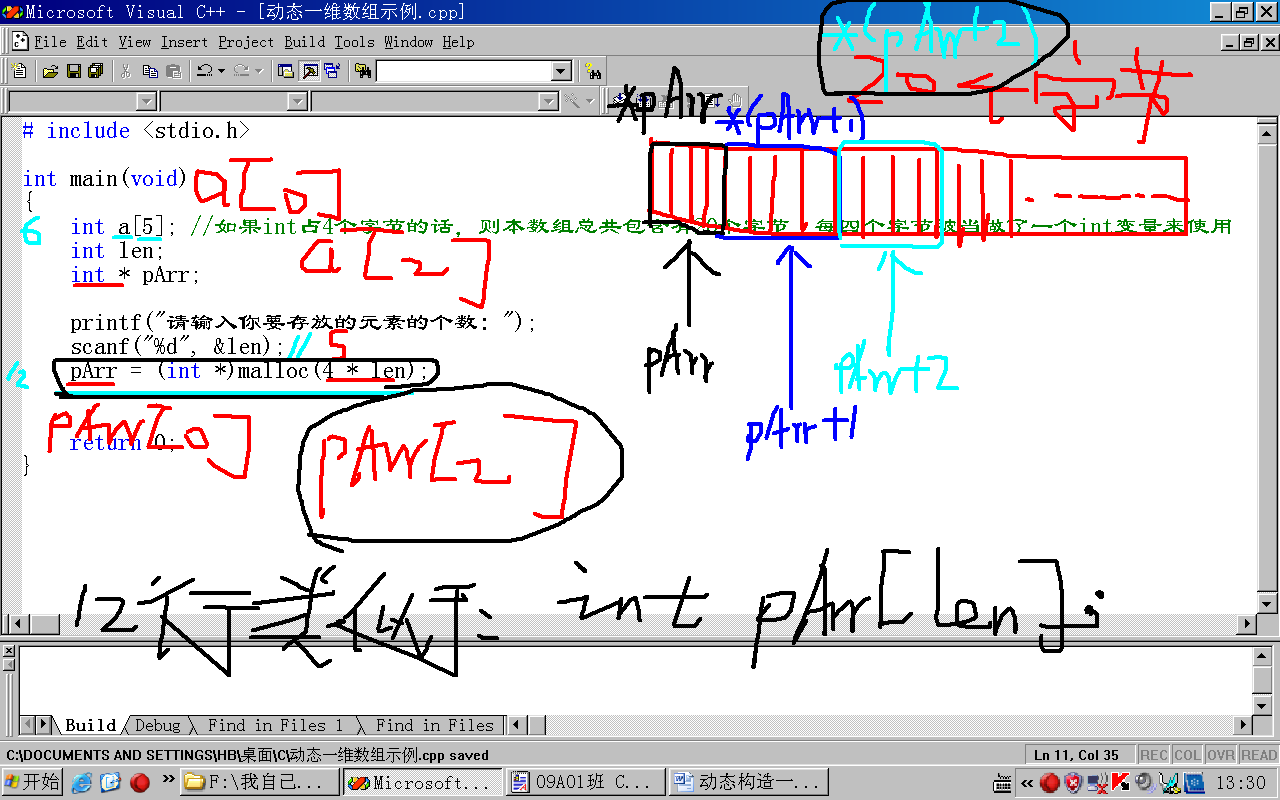 Microsoft Visual C++ - [动态一维数组示例.cpp]
File Edit View Insert Project Build Tools Window Help
*(pArr+2)
20个字节
*pArr
*(pArr+1)
# include <stdio.h>
int main(void)
a[0]
{
6
int a[5]; //如果int占4个字节的话, 则本数组总共包含有20个字节, 每四个字节被当做了一个int变量来使用
int len;
a[2]
int * pArr;
pArr
pArr+1
pArr+2
printf("请输入你要存放的元素的个数: ");
scanf("%d", &len); // 5
12
pArr = (int *)malloc(4 * len);
pArr[0]
pArr[2]
return 0;
}
12行类似于: int pArr[len];
Build Debug Find in Files 1 Find in Files
C:\DOCUMENTS AND SETTINGS\HB\桌面\C\动态一维数组示例.cpp saved
Ln 11, Col 35 REC COL OVR READ
开始 F:\我自己... Microsoft... 09A01班 C... 动态构造一... 13:30